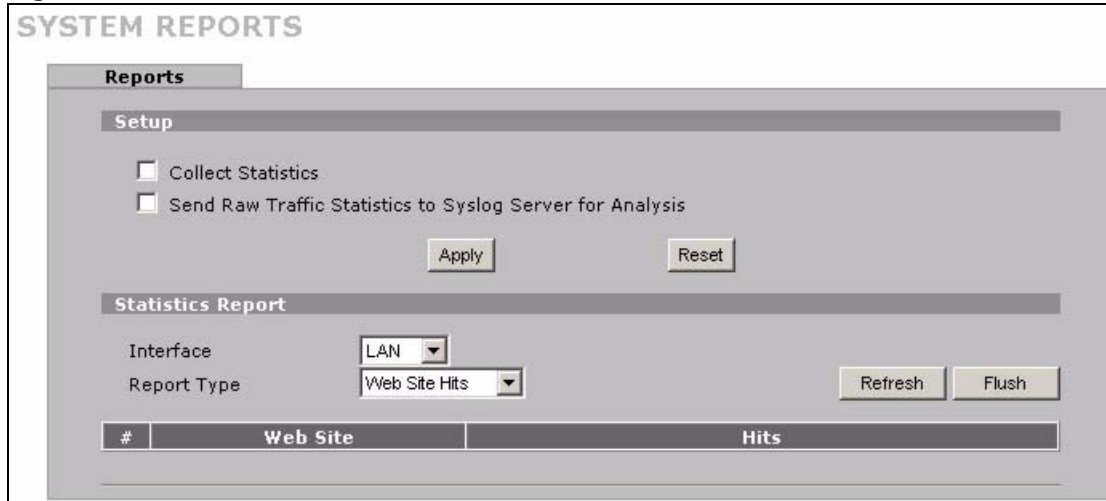 SYSTEM REPORTS
Reports
Setup
Collect Statistics
Send Raw Traffic Statistics to Syslog Server for Analysis
Apply Reset
Statistics Report
Interface LAN
Report Type Web Site Hits Refresh Flush
# Web Site Hits